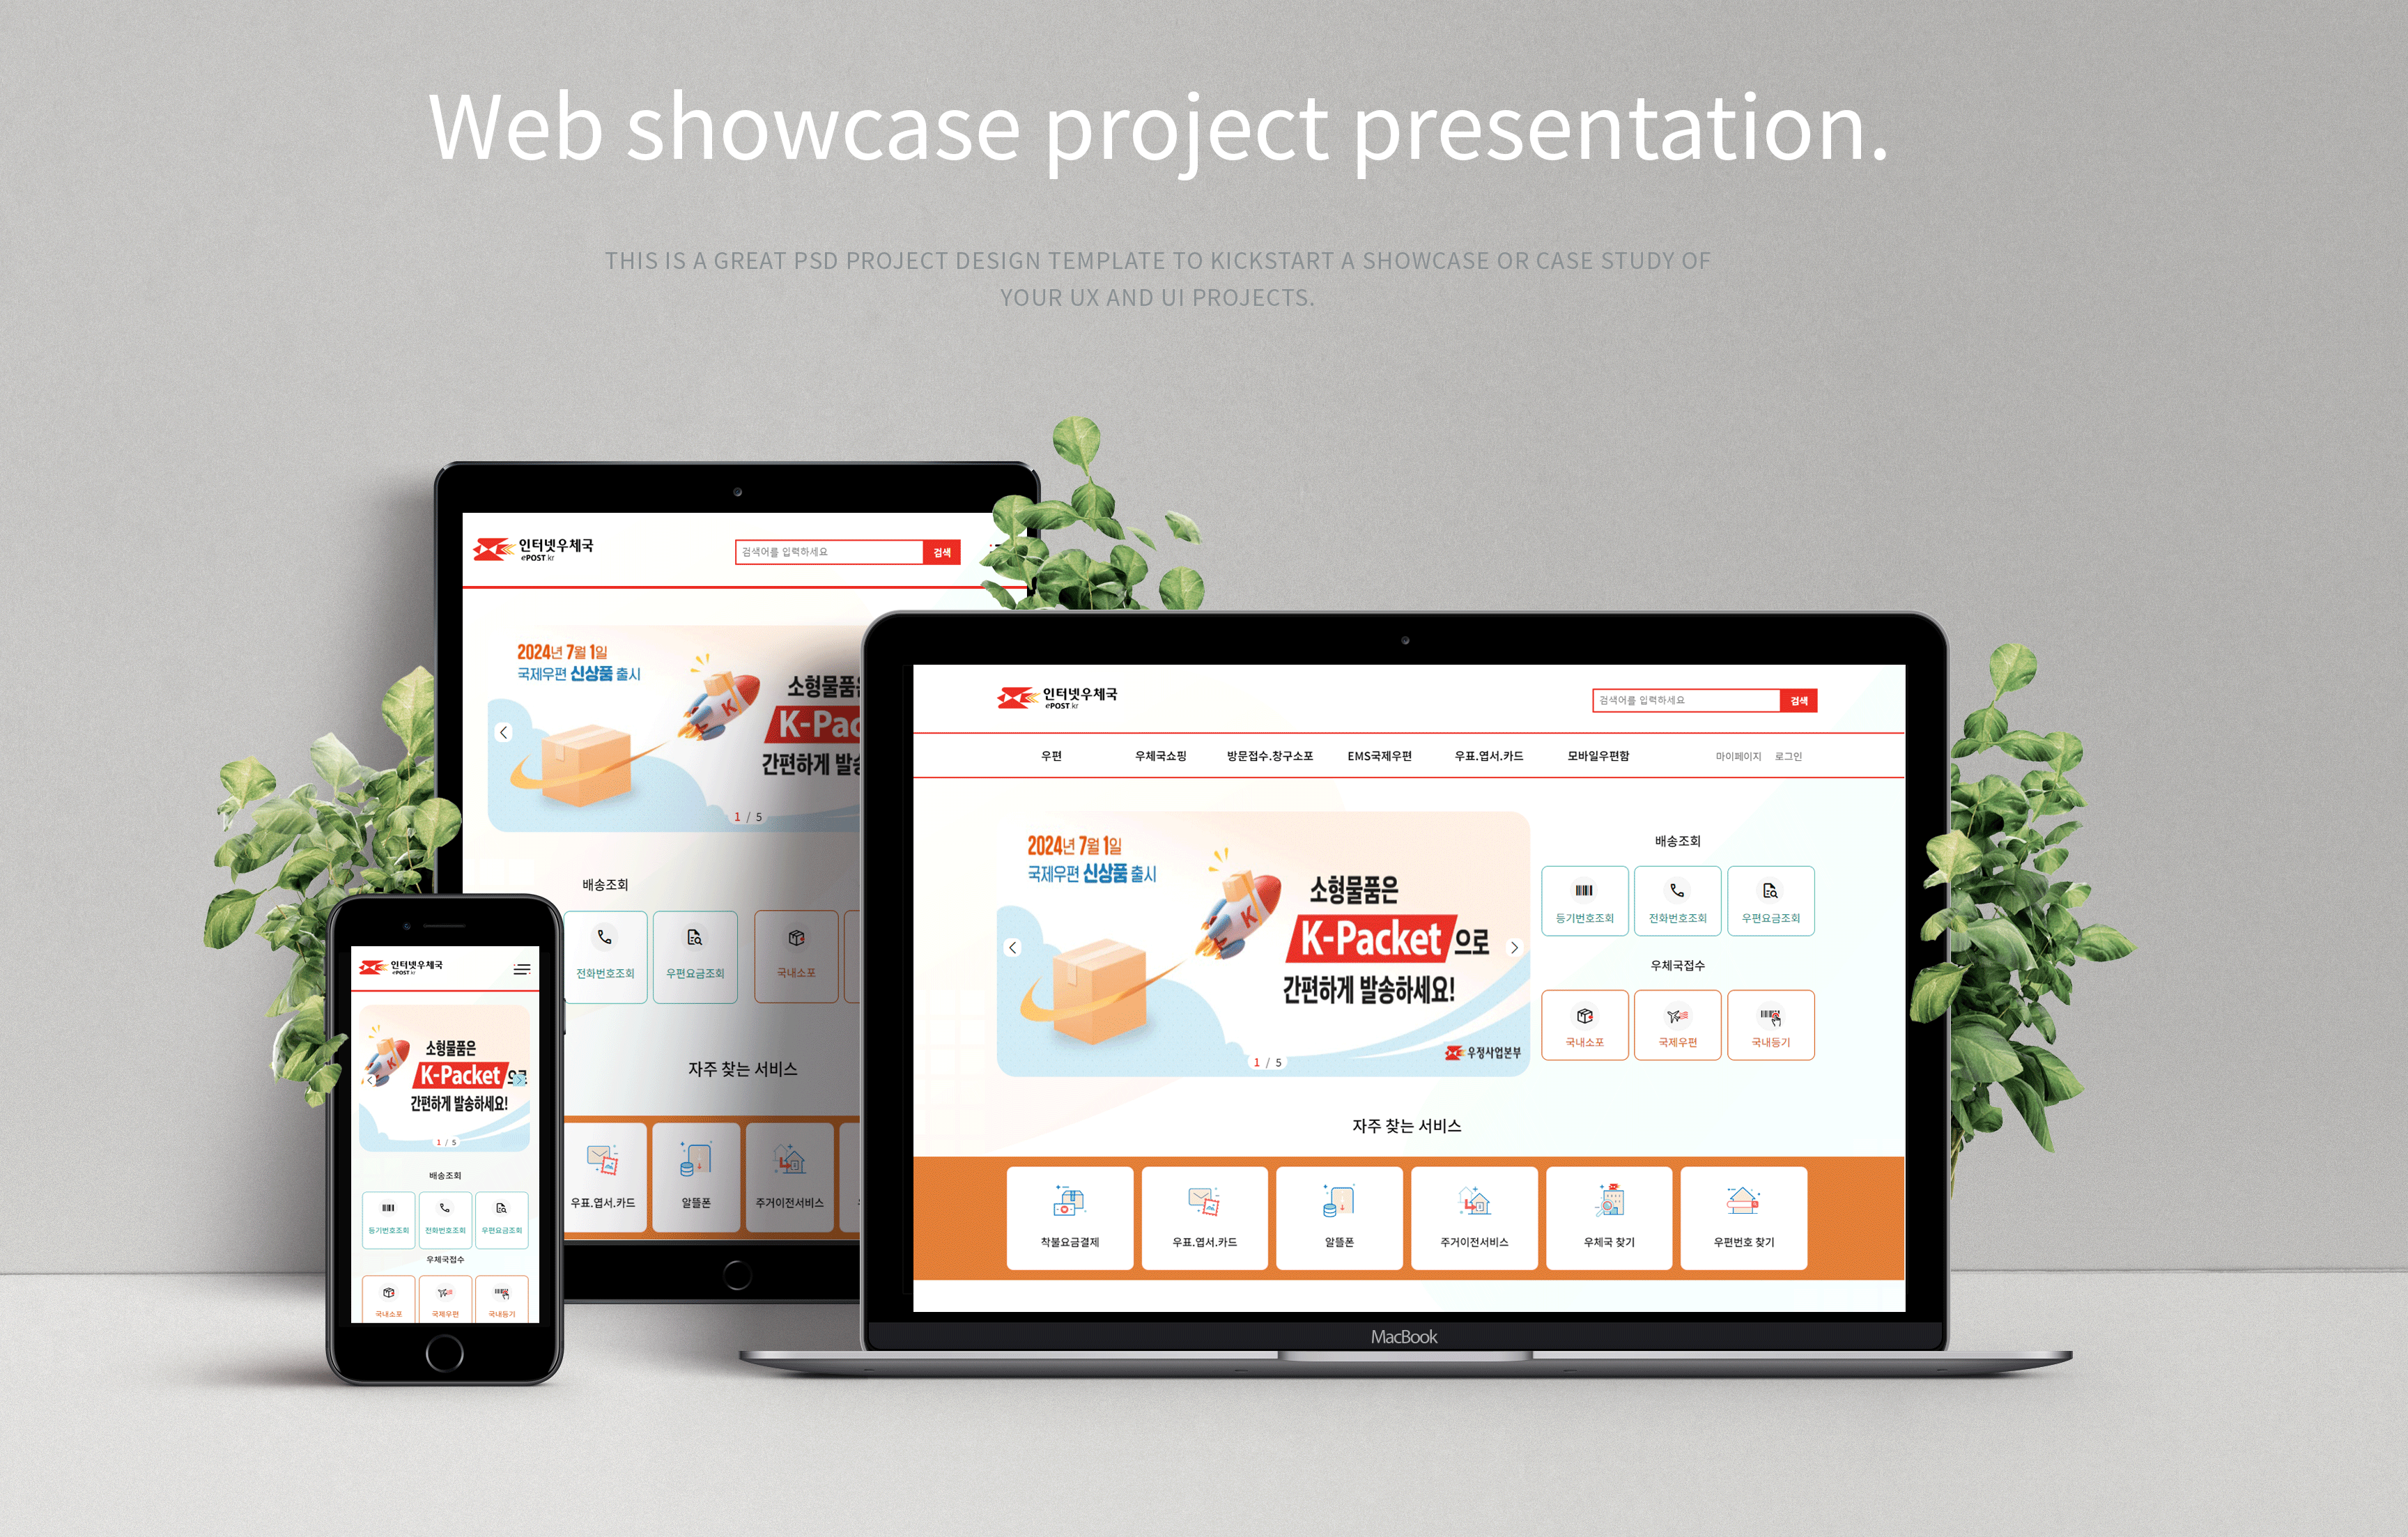 Web showcase project presentation.
THIS IS A GREAT PSD PROJECT DESIGN TEMPLATE TO KICKSTART A SHOWCASE OR CASE STUDY OF
YOUR UX AND UI PROJECTS.
인터넷우체국
ePOST.kr
검색어를 입력하세요
검색
2024년 7월 1일
국제우편 신상품 출시
소형물품은
K-Pac
간편하게 발송
1 / 5
배송조회
전화번호조회 우편요금조회 국내소포
자주 찾는 서비스
우표.엽서.카드 알뜰폰 주거이전서비스
인터넷우체국
ePOST.kr
소형물품은
K-Packet 으로
간편하게 발송하세요!
1 / 5
배송조회
등기번호조회 전화번호조회 우편요금조회
우체국접수
국내소포 국제우편 국내등기
인터넷우체국
ePOST.kr
검색어를 입력하세요 검색
우편 우체국쇼핑 방문접수.창구소포 EMS국제우편 우표.엽서.카드 모바일우편함 마이페이지 로그인
2024년 7월 1일
국제우편 신상품 출시
K
소형물품은
K-Packet 으로
간편하게 발송하세요!
1 / 5
우정사업본부
배송조회
등기번호조회 전화번호조회 우편요금조회
우체국접수
국내소포 국제우편 국내등기
자주 찾는 서비스
착불요금결제 우표.엽서.카드 알뜰폰 주거이전서비스 우체국 찾기 우편번호 찾기
MacBook